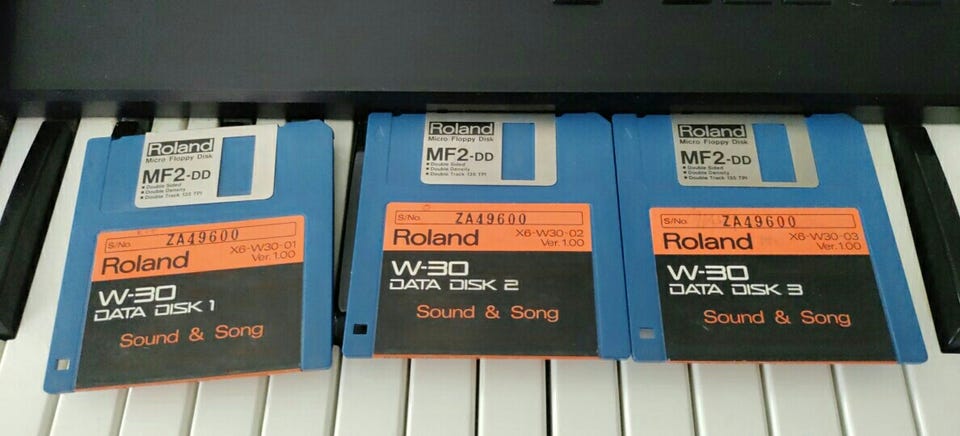 Roland
Micro Floppy Disk
MF2-DD
• Double Sided
• Double Density
• Double Track 135 TPI
S/No. ZA49600
Roland X6-W30-01
Ver.1.00
W-30
DATA DISK 1
Sound & Song
Roland
Micro Floppy Disk
MF2-DD
• Double Sided
• Double Density
• Double Track 135 TPI
S/No. ZA49600
Roland X6-W30-02
Ver.1.00
W-30
DATA DISK 2
Sound & Song
Roland
Micro Floppy Disk
MF2-DD
• Double Sided
• Double Density
• Double Track 135 TPI
S/No. ZA49600
Roland X6-W30-03
Ver.1.00
W-30
DATA DISK 3
Sound & Song